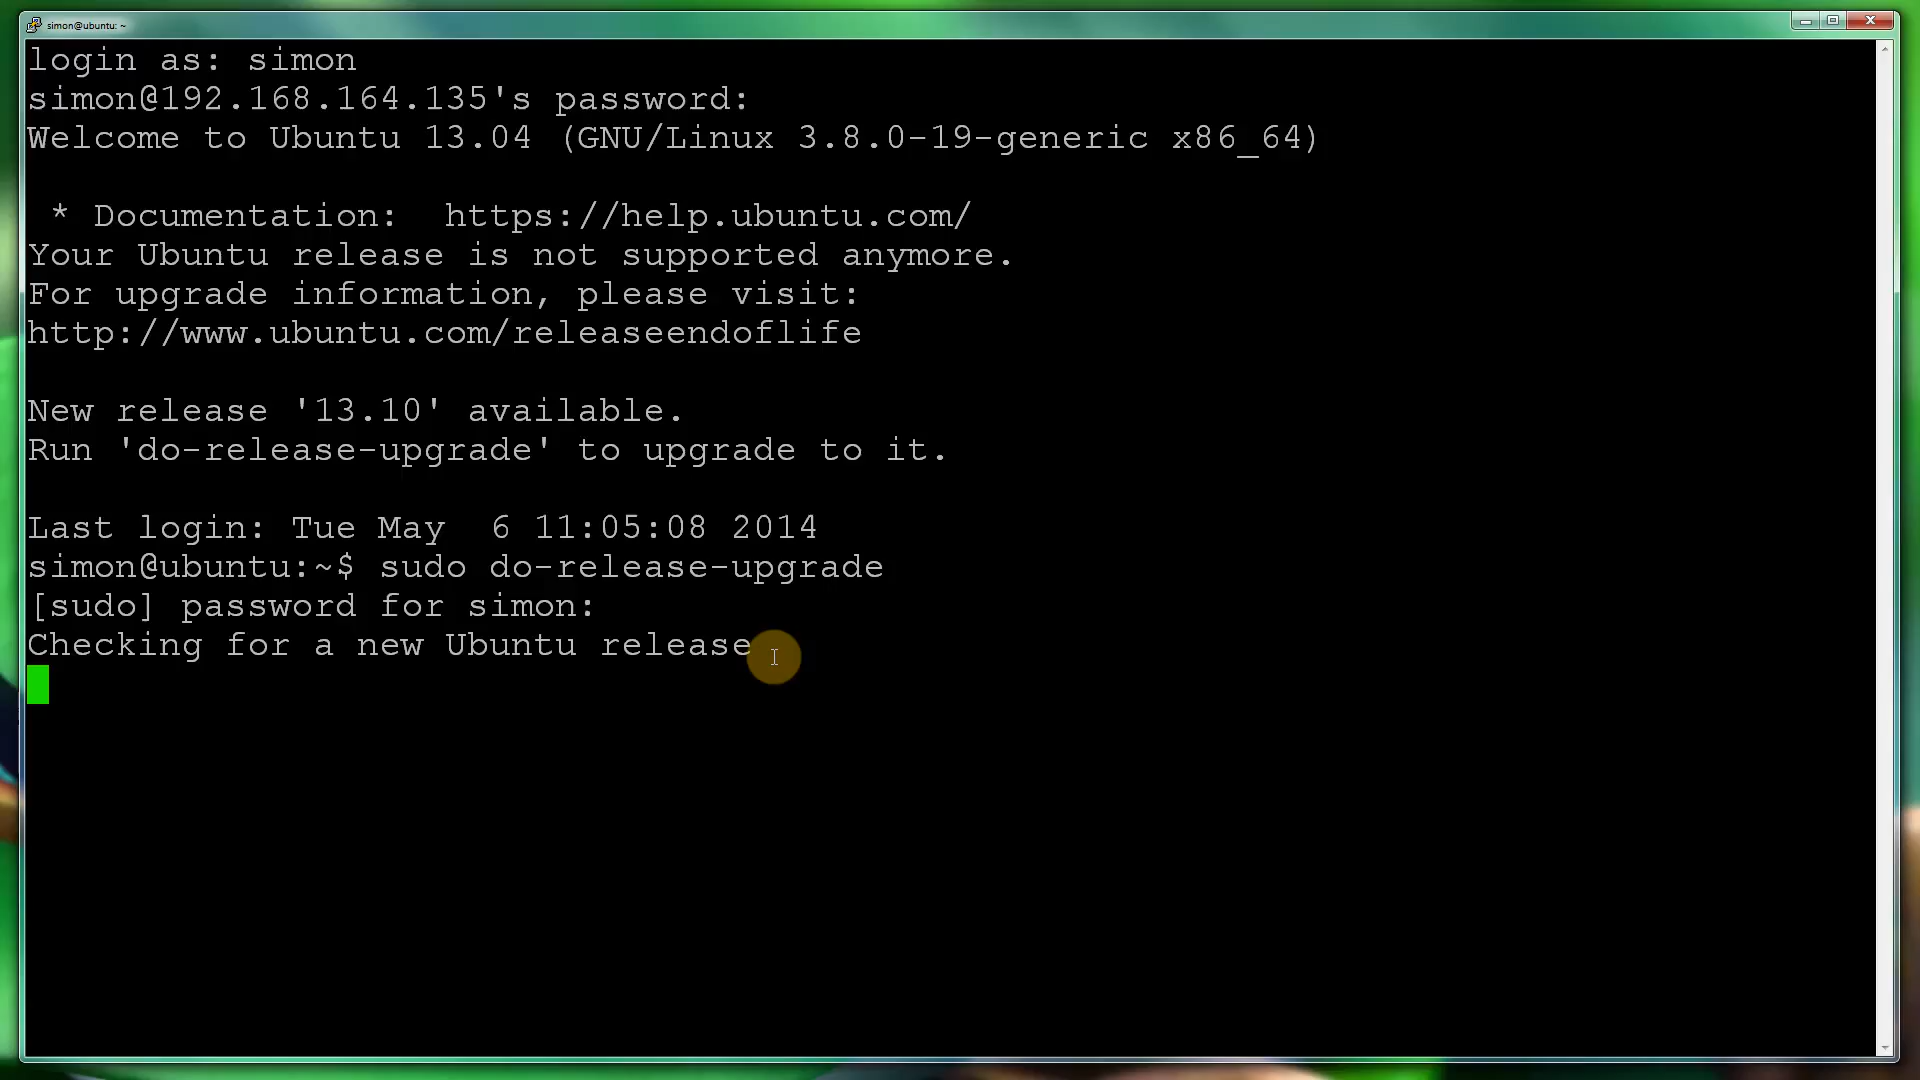 simon@ubuntu: ~
login as: simon
simon@192.168.164.135's password:
Welcome to Ubuntu 13.04 (GNU/Linux 3.8.0-19-generic x86_64)
* Documentation:  https://help.ubuntu.com/
Your Ubuntu release is not supported anymore.
For upgrade information, please visit:
http://www.ubuntu.com/releaseendoflife
New release '13.10' available.
Run 'do-release-upgrade' to upgrade to it.
Last login: Tue May  6 11:05:08 2014
simon@ubuntu:~$ sudo do-release-upgrade
[sudo] password for simon:
Checking for a new Ubuntu release